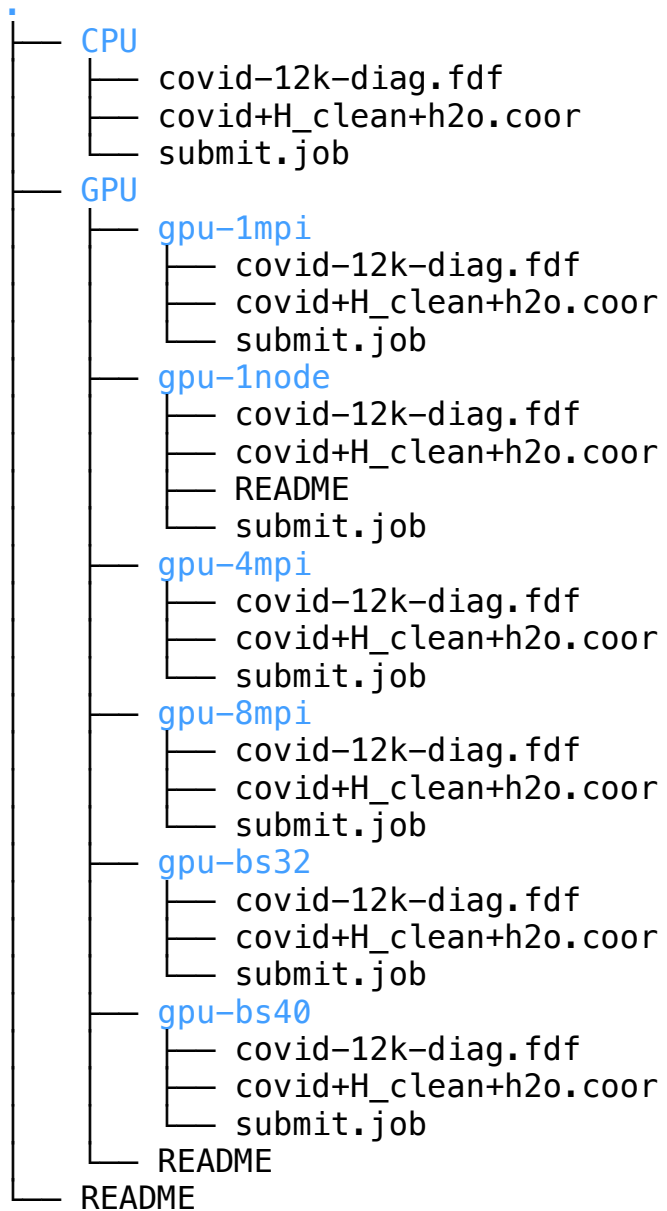 .
├── CPU
│   ├── covid-12k-diag.fdf
│   ├── covid+H_clean+h2o.coor
│   └── submit.job
├── GPU
│   ├── gpu-1mpi
│   │   ├── covid-12k-diag.fdf
│   │   ├── covid+H_clean+h2o.coor
│   │   └── submit.job
│   ├── gpu-1node
│   │   ├── covid-12k-diag.fdf
│   │   ├── covid+H_clean+h2o.coor
│   │   ├── README
│   │   └── submit.job
│   ├── gpu-4mpi
│   │   ├── covid-12k-diag.fdf
│   │   ├── covid+H_clean+h2o.coor
│   │   └── submit.job
│   ├── gpu-8mpi
│   │   ├── covid-12k-diag.fdf
│   │   ├── covid+H_clean+h2o.coor
│   │   └── submit.job
│   ├── gpu-bs32
│   │   ├── covid-12k-diag.fdf
│   │   ├── covid+H_clean+h2o.coor
│   │   └── submit.job
│   ├── gpu-bs40
│   │   ├── covid-12k-diag.fdf
│   │   ├── covid+H_clean+h2o.coor
│   │   └── submit.job
│   └── README
└── README